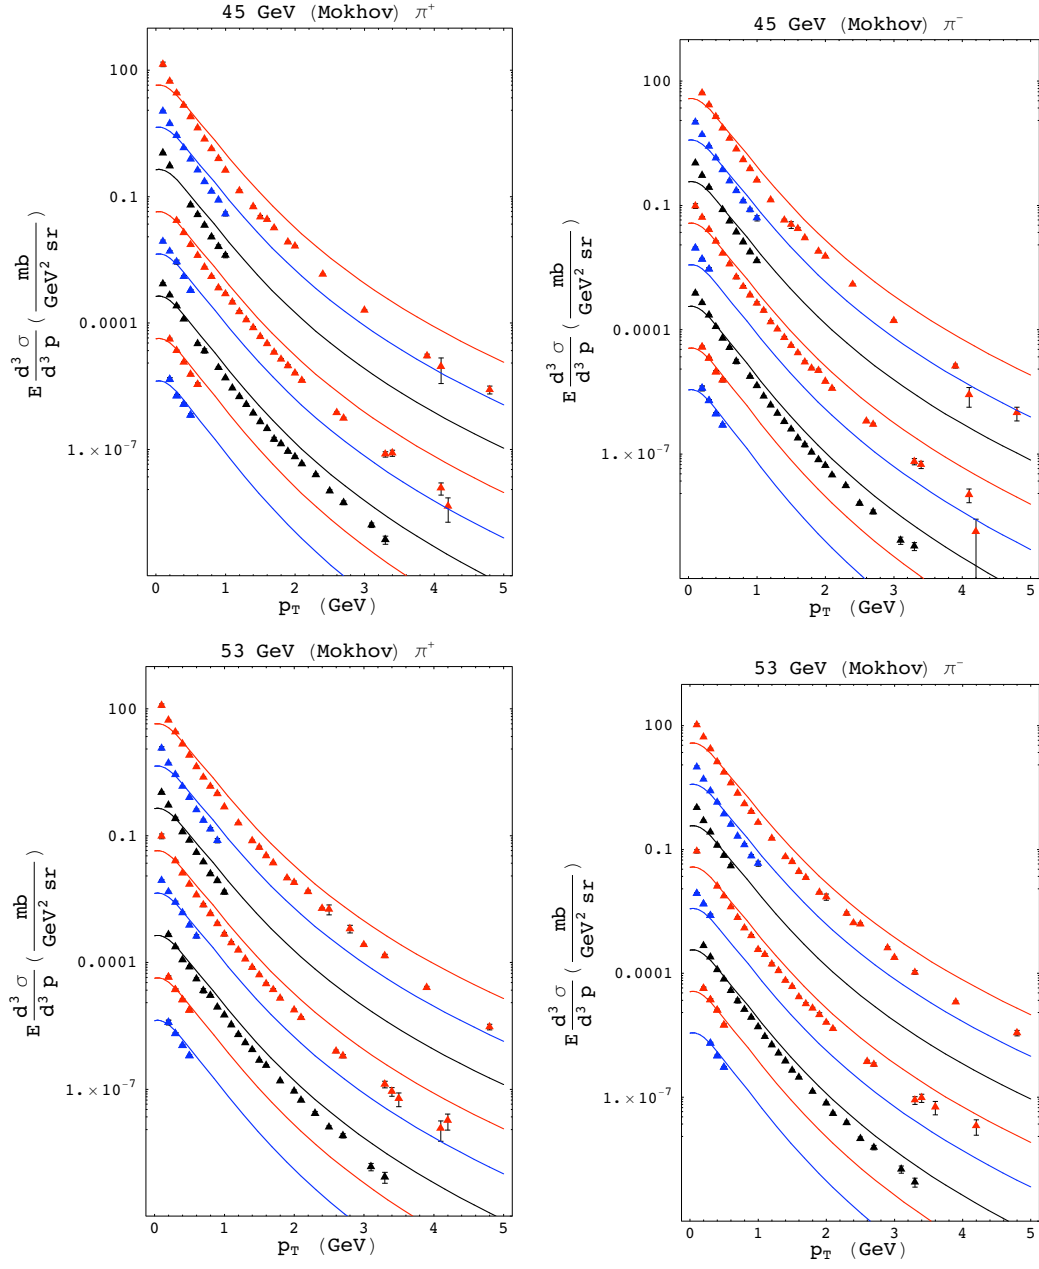 45 GeV (Mokhov) π⁺
100
0.1
0.0001
1.×10⁻⁷
E d³σ/d³p (mb/GeV² sr)
0 1 2 3 4 5
p_T (GeV)
45 GeV (Mokhov) π⁻
100
0.1
0.0001
1.×10⁻⁷
E d³σ/d³p (mb/GeV² sr)
0 1 2 3 4 5
p_T (GeV)
53 GeV (Mokhov) π⁺
100
0.1
0.0001
1.×10⁻⁷
E d³σ/d³p (mb/GeV² sr)
0 1 2 3 4 5
p_T (GeV)
53 GeV (Mokhov) π⁻
100
0.1
0.0001
1.×10⁻⁷
E d³σ/d³p (mb/GeV² sr)
0 1 2 3 4 5
p_T (GeV)